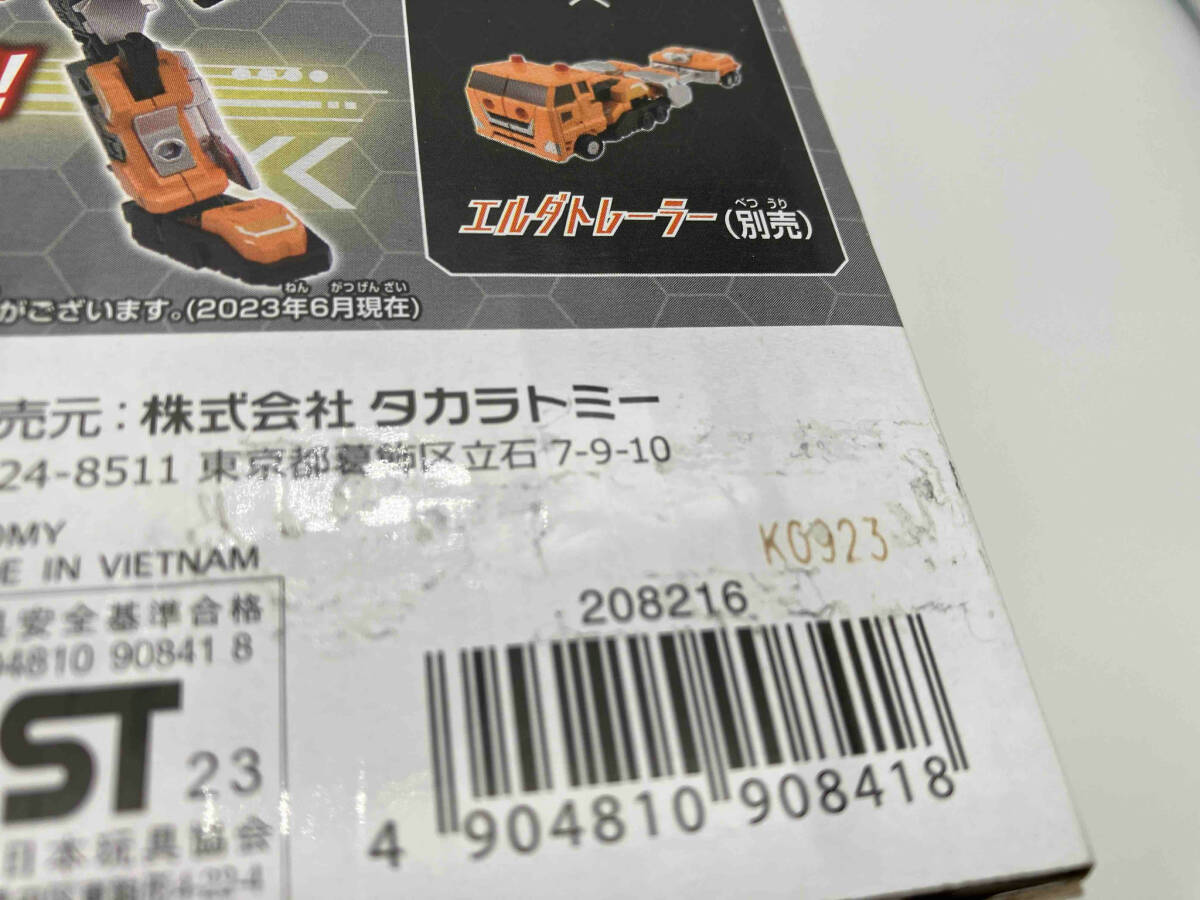 !
エルダトレーラー(別売)
べつ うり
ねん がつげんざい
がございます。(2023年6月現在)
売元:株式会社 タカラトミー
24-8511 東京都葛飾区立石 7-9-10
OMY
E IN VIETNAM
K0923
208216
安全基準合格
04810 90841 8
ST 23
日本玩具協会
4 904810 908418